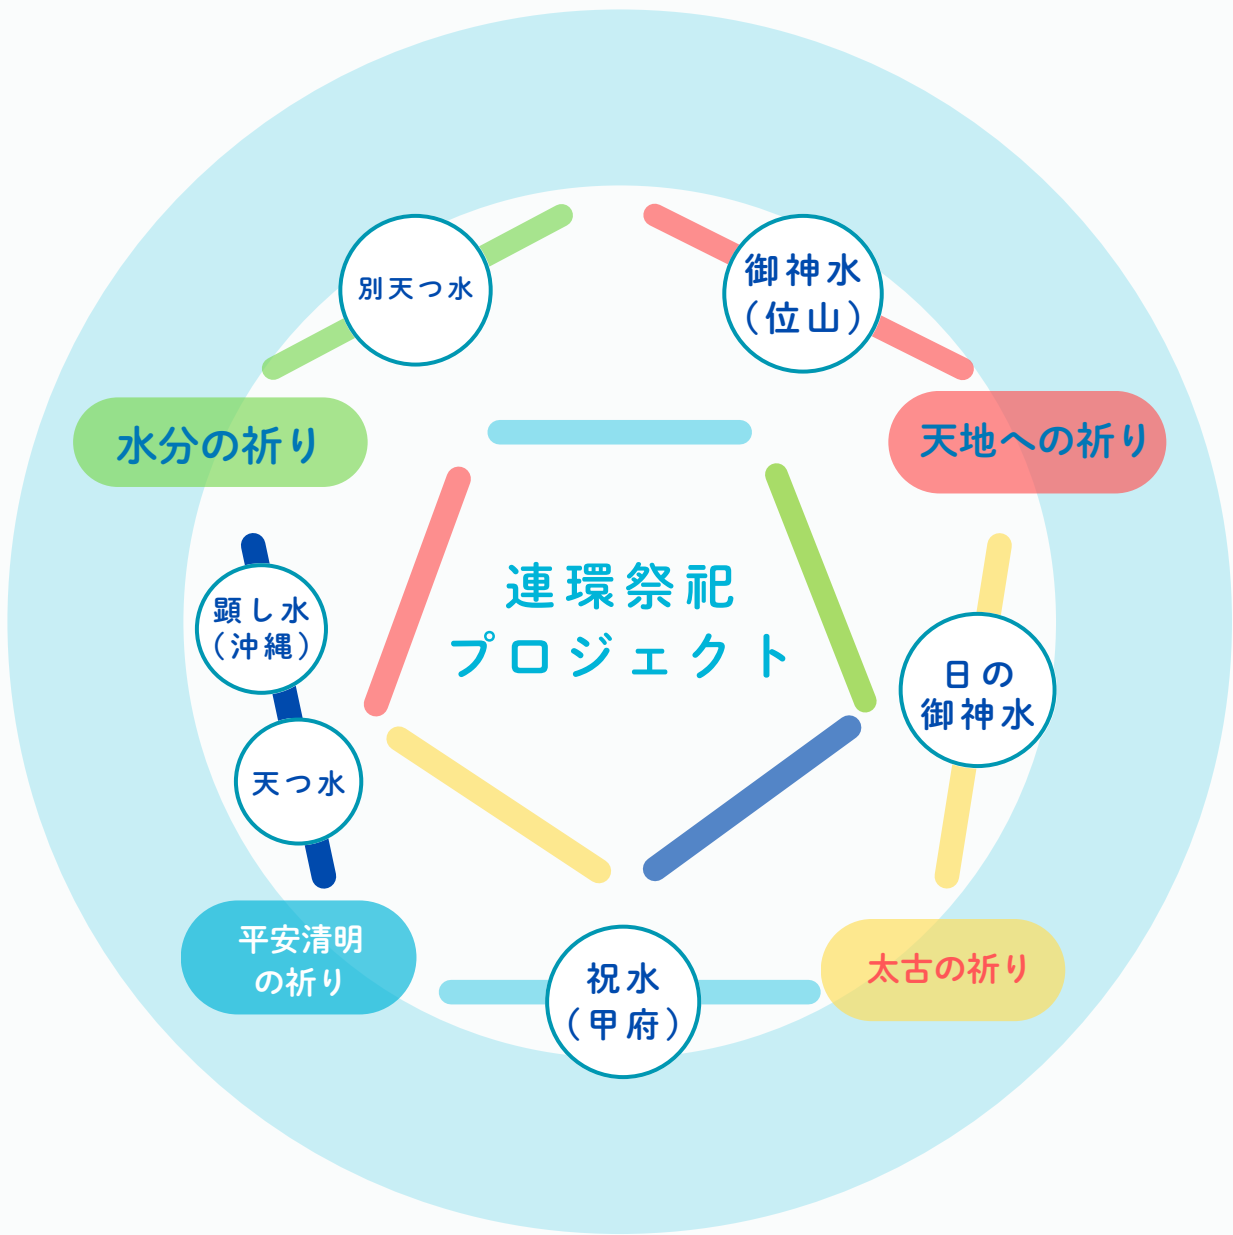 別天つ水
御神水
（位山）
水分の祈り
天地への祈り
連環祭祀
プロジェクト
顕し水
（沖縄）
日の
御神水
天つ水
平安清明
の祈り
祝水
（甲府）
太古の祈り